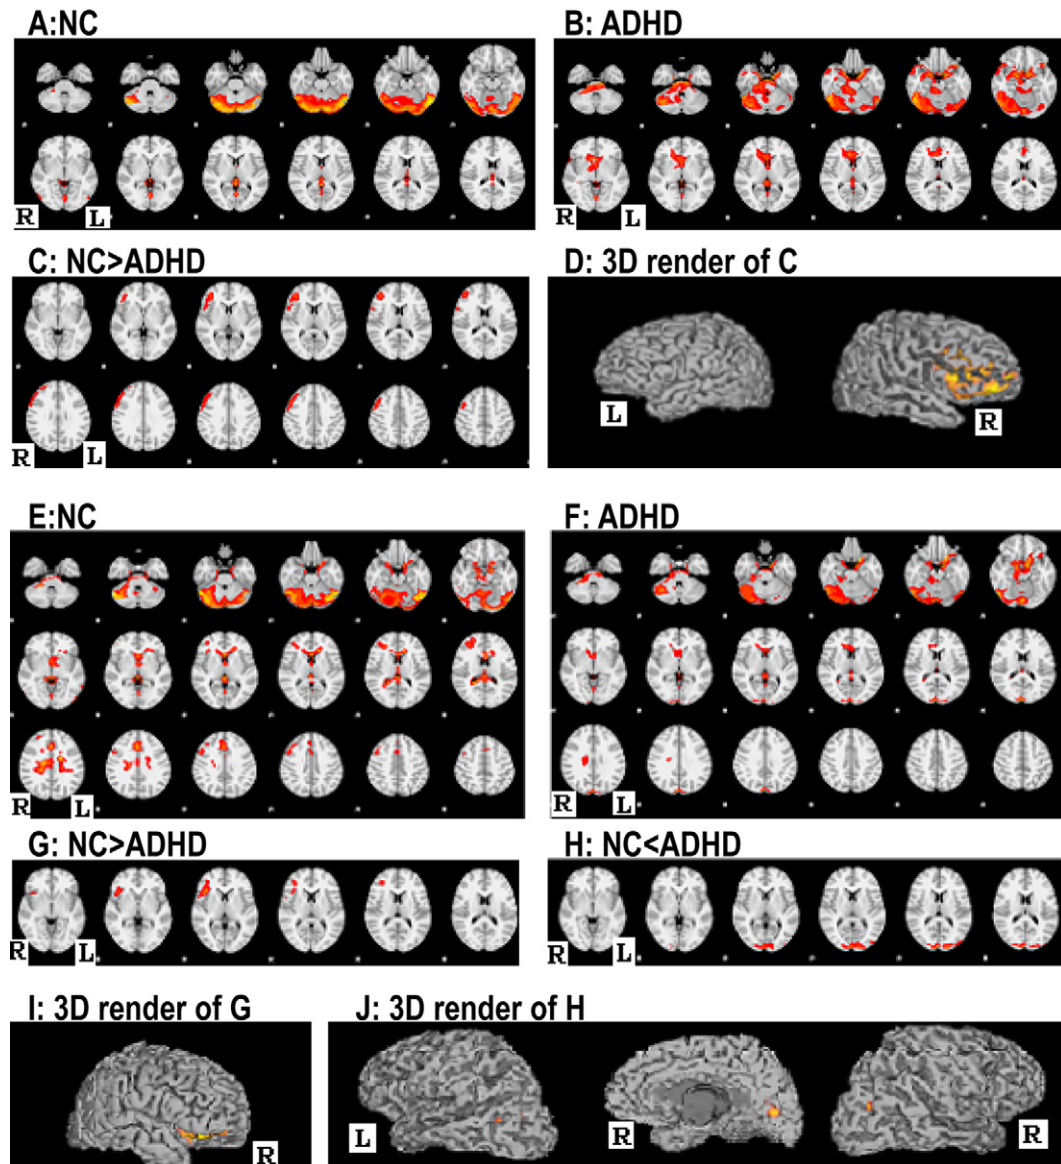 A:NC
B: ADHD
R L
R L
C: NC>ADHD
D: 3D render of C
L
R
R L
E:NC
F: ADHD
R L
R L
G: NC>ADHD
H: NC<ADHD
R L
R L
I: 3D render of G
J: 3D render of H
R
L
R
R